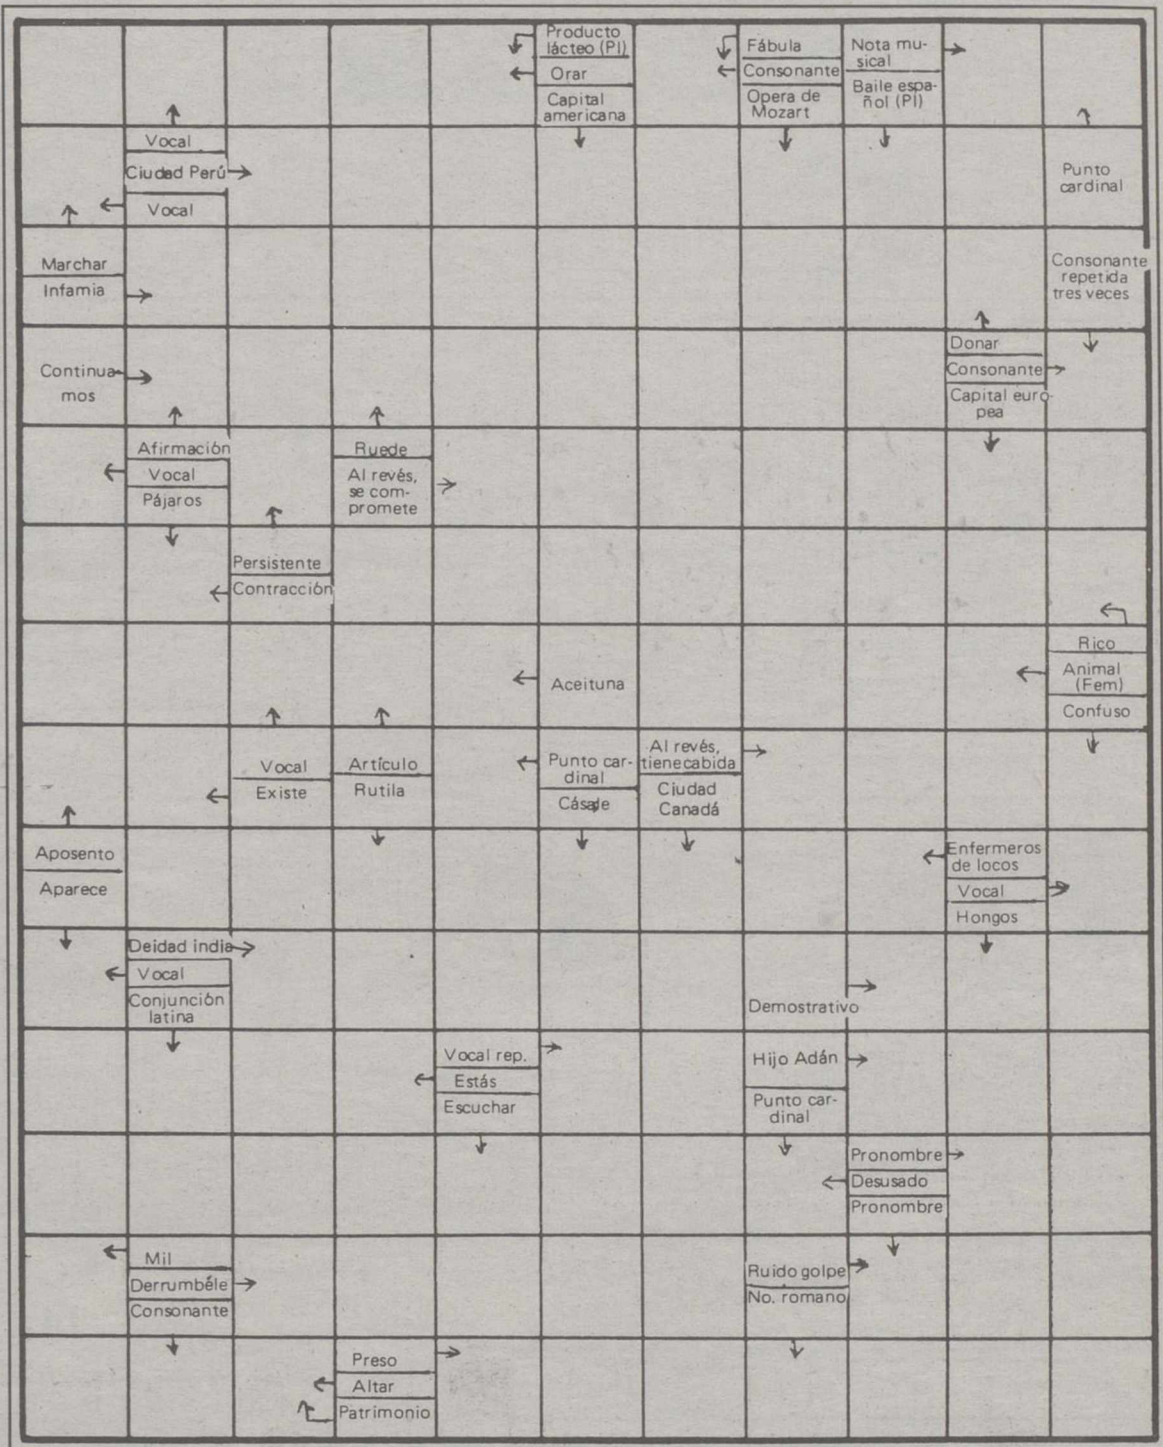 Producto
lácteo (Pl)
Orar
Capital
americana
Fábula
Consonante
Opera de
Mozart
Nota mu-
sical
Baile espa-
ñol (Pl)
Vocal
Ciudad Perú
Vocal
Punto
cardinal
Marchar
Infamia
Consonante
repetida
tres veces
Continua-
mos
Donar
Consonante
Capital euro-
pea
Afirmación
Vocal
Pájaros
Ruede
Al revés,
se com-
promete
Persistente
Contracción
Aceituna
Rico
Animal
(Fem)
Confuso
Vocal
Existe
Artículo
Rutila
Punto car-
dinal
Cásale
Al revés,
tienecabida
Ciudad
Canadá
Aposento
Aparece
Enfermeros
de locos
Vocal
Hongos
Deidad india
Vocal
Conjunción
latina
Demostrativo
Vocal rep.
Estás
Escuchar
Hijo Adán
Punto car-
dinal
Pronombre
Desusado
Pronombre
Mil
Derrumbéle
Consonante
Ruido golpe
No. romano
Preso
Altar
Patrimonio